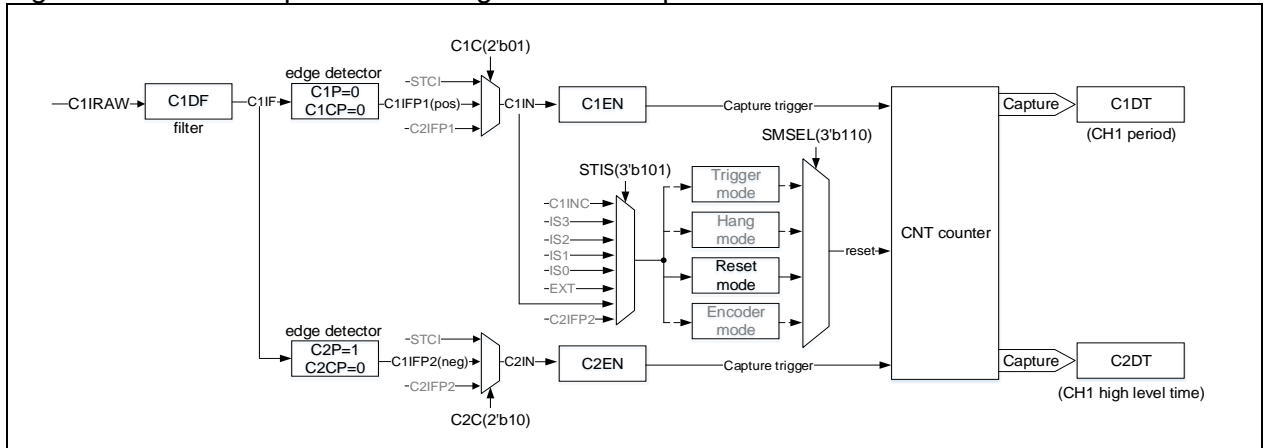 C1C(2'b01)
edge detector
C1P=0
C1CP=0
STCI
C1IRAW
C1DF
C1IF
C1IFP1(pos)
C1IN
C1EN
Capture trigger
Capture
C1DT
filter
C2IFP1
(CH1 period)
SMSEL(3'b110)
STIS(3'b101)
Trigger
mode
C1INC
IS3
IS2
IS1
IS0
EXT
C2IFP2
Hang
mode
Reset
mode
Encoder
mode
reset
CNT counter
edge detector
C2P=1
C2CP=0
STCI
C1IFP2(neg)
C2IN
C2EN
Capture trigger
Capture
C2DT
C2IFP2
(CH1 high level time)
C2C(2'b10)